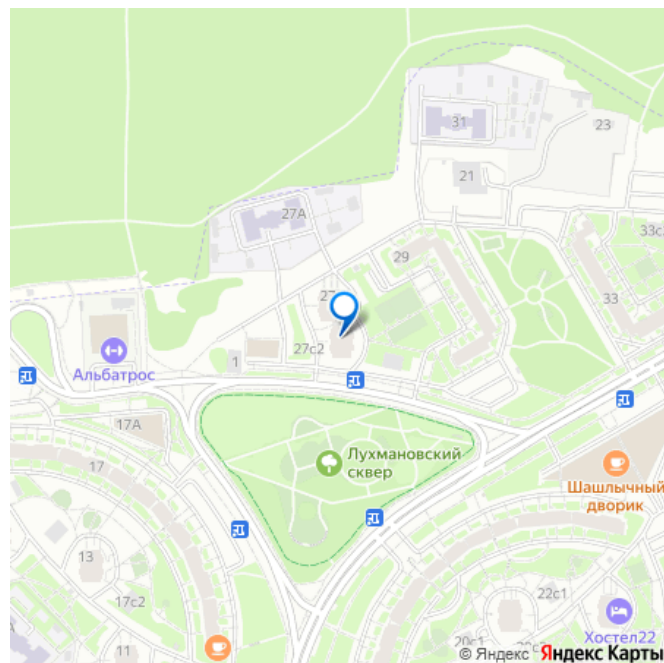 31
23
21
27А
33с
29
33
27
27с2
1
Альбатрос
17А
Лухмановский
сквер
17
Шашлычный
дворик
13
17с2
22с1
11
20с1
Хостел22
© Яндекс Яндекс Карты